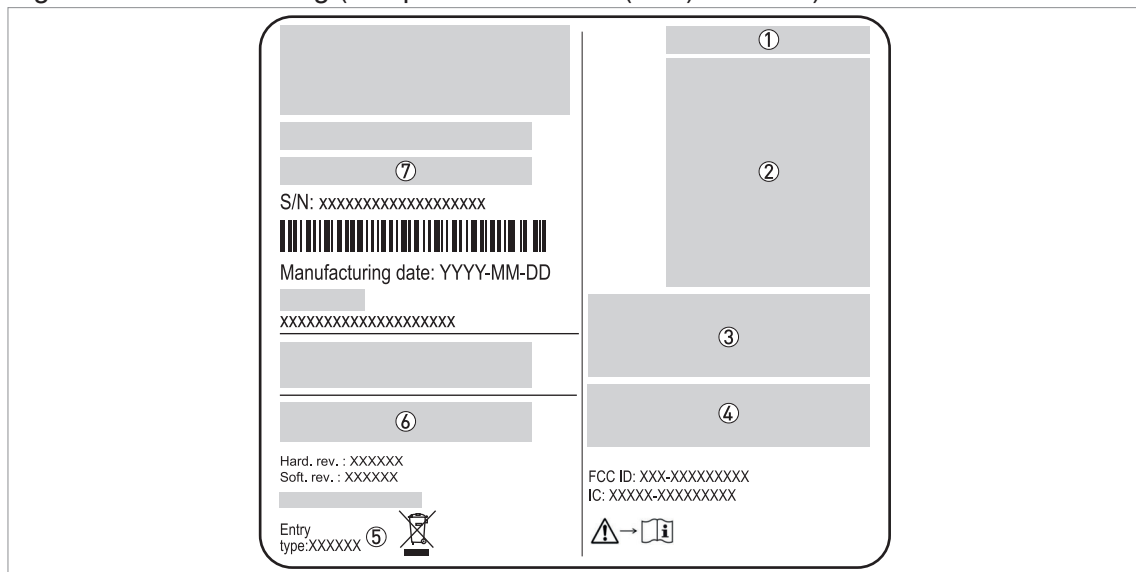 ⑦
S/N: xxxxxxxxxxxxxxxxxxx
Manufacturing date: YYYY-MM-DD
xxxxxxxxxxxxxxxxxxxx
⑥
Hard. rev. : XXXXXX
Soft. rev. : XXXXXX
Entry
type:XXXXXX ⑤
①
②
③
④
FCC ID: XXX-XXXXXXXXX
IC: XXXXX-XXXXXXXXX